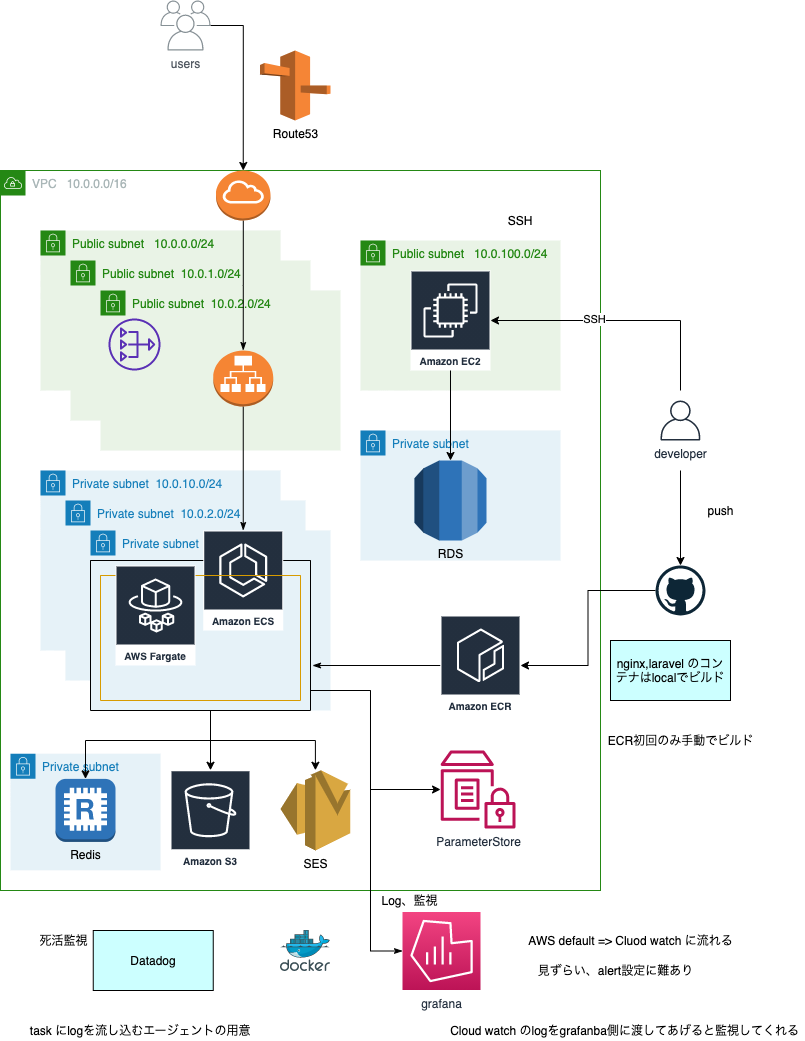 users
Route53
VPC 10.0.0.0/16
SSH
Public subnet 10.0.0.0/24
Public subnet 10.0.100.0/24
Public subnet 10.0.1.0/24
Public subnet 10.0.2.0/24
SSH
Amazon EC2
Private subnet
developer
Private subnet 10.0.10.0/24
Private subnet 10.0.2.0/24
push
Private subnet
RDS
Amazon ECS
AWS Fargate
nginx,laravel のコン
テナはlocalでビルド
Amazon ECR
ECR初回のみ手動でビルド
Private subnet
R
Redis
Amazon S3
SES
ParameterStore
Log、監視
死活監視
Datadog
docker
AWS default => Cluod watch に流れる
見ずらい、alert設定に難あり
grafana
task にlogを流し込むエージェントの用意
Cloud watch のlogをgrafanba側に渡してあげると監視してくれる